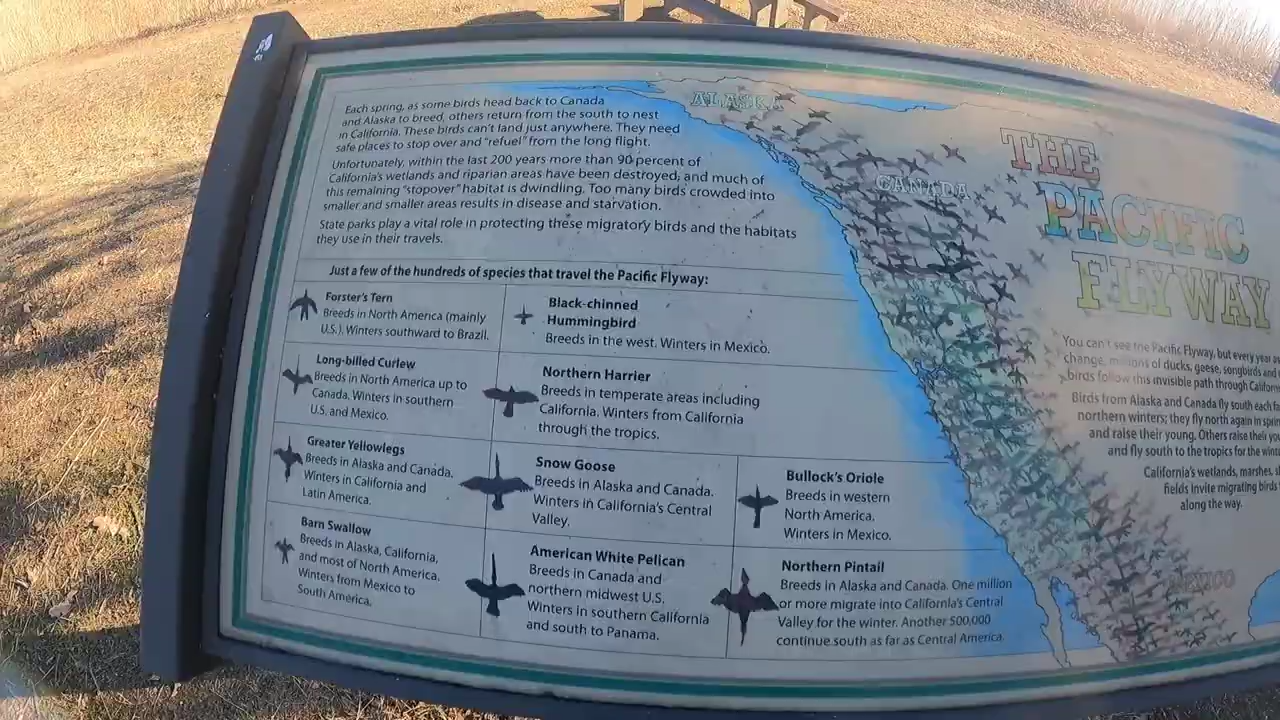 Each spring, as some birds head back to Canada
and Alaska to breed, others return from the south to nest
in California. These birds can't land just anywhere. They need
safe places to stop over and "refuel" from the long flight.
Unfortunately, within the last 200 years more than 90 percent of
California's wetlands and riparian areas have been destroyed; and much of
this remaining "stopover" habitat is dwindling. Too many birds crowded into
smaller and smaller areas results in disease and starvation.
State parks play a vital role in protecting these migratory birds and the habitats
they use in their travels.
Just a few of the hundreds of species that travel the Pacific Flyway:
Forster's Tern
Breeds in North America (mainly
U.S.). Winters southward to Brazil.
Long-billed Curlew
Breeds in North America up to
Canada. Winters in southern
U.S. and Mexico.
Greater Yellowlegs
Breeds in Alaska and Canada.
Winters in California and
Latin America.
Barn Swallow
Breeds in Alaska, California,
and most of North America.
Winters from Mexico to
South America.
Black-chinned
Hummingbird
Breeds in the west. Winters in Mexico.
Northern Harrier
Breeds in temperate areas including
California. Winters from California
through the tropics.
Snow Goose
Breeds in Alaska and Canada.
Winters in California's Central
Valley.
American White Pelican
Breeds in Canada and
northern midwest U.S.
Winters in southern California
and south to Panama.
Bullock's Oriole
Breeds in western
North America.
Winters in Mexico.
Northern Pintail
Breeds in Alaska and Canada. One million
or more migrate into California's Central
Valley for the winter. Another 500,000
continue south as far as Central America.
ALASKA
CANADA
MEXICO
THE
PACIFIC
FLYWAY
You can't see the Pacific Flyway, but every year as
change, millions of ducks, geese, songbirds and
birds follow this invisible path through
Birds from Alaska and Canada fly south each
northern winters; they fly north again in
and raise their young. Others raise their
and fly south to the tropics for the
California's wetlands, marshes,
fields invite migrating birds
along the way.